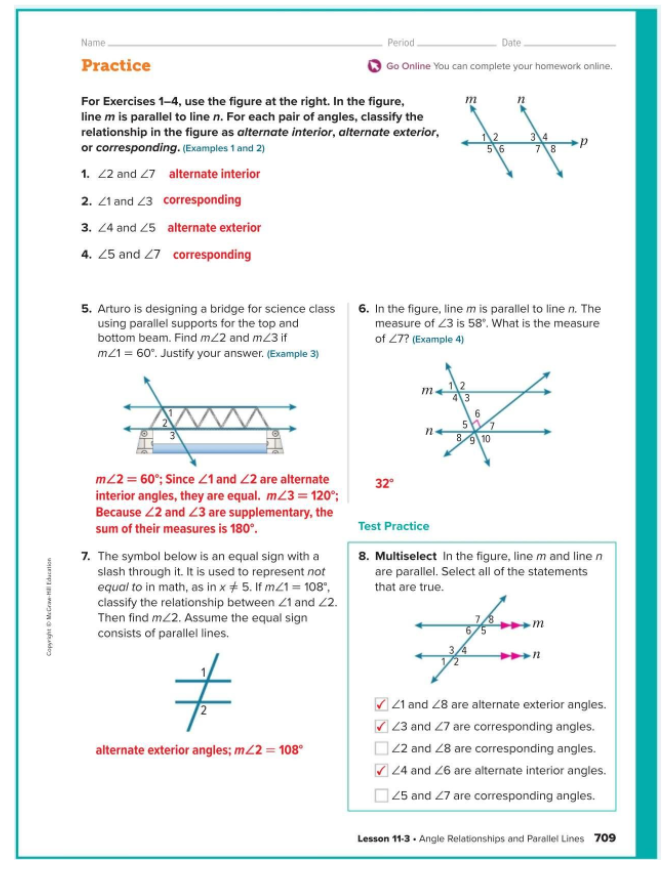 Name
Period
Date
Practice
Go Online You can complete your homework online.
For Exercises 1–4, use the figure at the right. In the figure,
line m is parallel to line n. For each pair of angles, classify the
relationship in the figure as alternate interior, alternate exterior,
or corresponding. (Examples 1 and 2)
m n
1 2 3 4
5 6 7 8
p
1. ∠2 and ∠7 alternate interior
2. ∠1 and ∠3 corresponding
3. ∠4 and ∠5 alternate exterior
4. ∠5 and ∠7 corresponding
5. Arturo is designing a bridge for science class
using parallel supports for the top and
bottom beam. Find m∠2 and m∠3 if
m∠1 = 60°. Justify your answer. (Example 3)
1
2
3
m∠2 = 60°; Since ∠1 and ∠2 are alternate
interior angles, they are equal. m∠3 = 120°;
Because ∠2 and ∠3 are supplementary, the
sum of their measures is 180°.
6. In the figure, line m is parallel to line n. The
measure of ∠3 is 58°. What is the measure
of ∠7? (Example 4)
m 1 2
4 3
6
n 5 7
8 9 10
32°
Test Practice
7. The symbol below is an equal sign with a
slash through it. It is used to represent not
equal to in math, as in x ≠ 5. If m∠1 = 108°,
classify the relationship between ∠1 and ∠2.
Then find m∠2. Assume the equal sign
consists of parallel lines.
1
2
alternate exterior angles; m∠2 = 108°
8. Multiselect In the figure, line m and line n
are parallel. Select all of the statements
that are true.
7 8
6 5 m
3 4
1 2 n
∠1 and ∠8 are alternate exterior angles.
∠3 and ∠7 are corresponding angles.
∠2 and ∠8 are corresponding angles.
∠4 and ∠6 are alternate interior angles.
∠5 and ∠7 are corresponding angles.
Copyright © McGraw-Hill Education
Lesson 11-3 • Angle Relationships and Parallel Lines 709